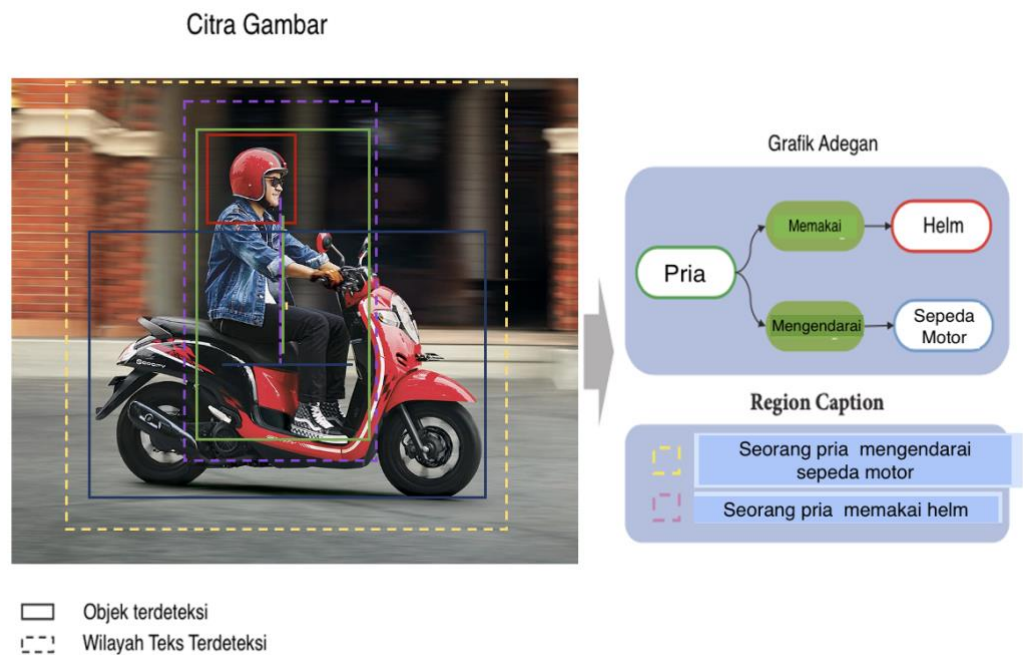 Citra Gambar
Grafik Adegan
Memakai
Helm
Pria
Mengendarai
Sepeda
Motor
Region Caption
Seorang pria mengendarai
sepeda motor
Seorang pria memakai helm
Objek terdeteksi
Wilayah Teks Terdeteksi